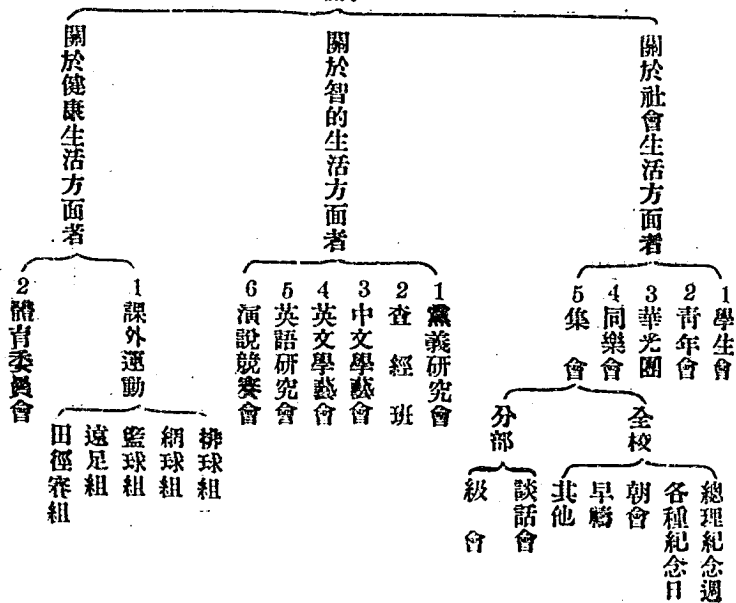 關於社會生活方面者
1學生會
2青年會
3華光團
4同樂會
5集會
全校
總理紀念週
各種紀念日
朝會
早禱
其他
分部
談話會
級會
關於智的生活方面者
1黨義研究會
2查經班
3中文學藝會
4英文學藝會
5英語研究會
6演說競賽會
關於健康生活方面者
1課外運動
排球組
網球組
籃球組
遠足組
田徑賽組
2體育委員會